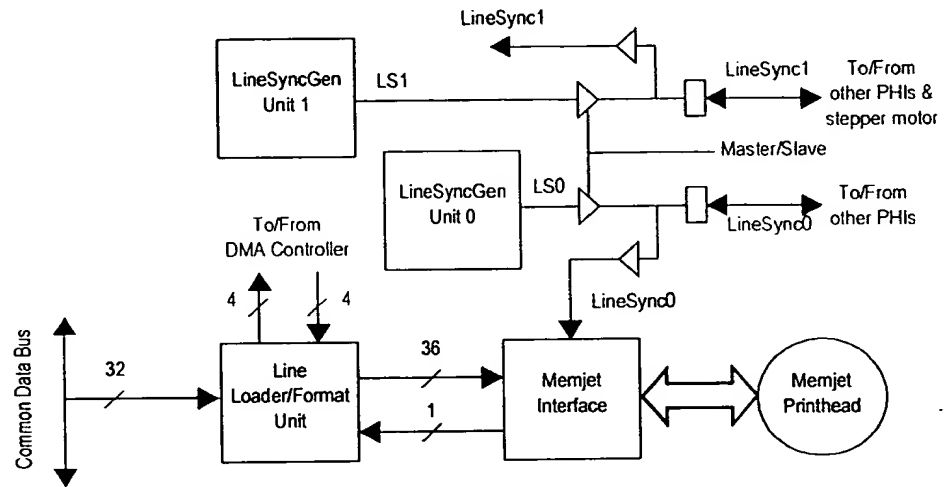 LineSync1
LineSyncGen
Unit 1
LS1
LineSync1
To/From
other PHIs &
stepper motor
Master/Slave
LineSyncGen
Unit 0
LS0
To/From
other PHIs
LineSync0
To/From
DMA Controller
4
4
LineSync0
Common Data Bus
32
Line
Loader/Format
Unit
36
1
Memjet
Interface
Memjet
Printhead